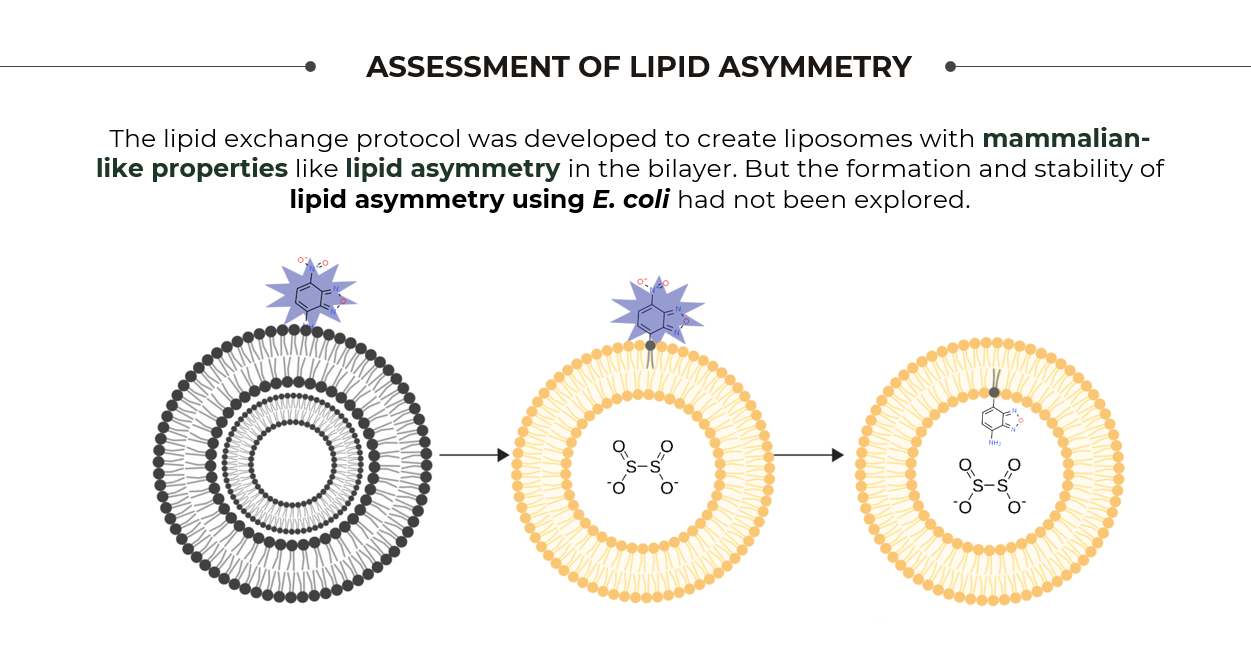 ASSESSMENT OF LIPID ASYMMETRY
The lipid exchange protocol was developed to create liposomes with mammalian-
like properties like lipid asymmetry in the bilayer. But the formation and stability of
lipid asymmetry using E. coli had not been explored.
O⁻ O
N
N
O
N
O⁻ O
N
N
O
N
O O
S S
⁻O O⁻
N
O
N
NH₂
O O
S S
⁻O O⁻